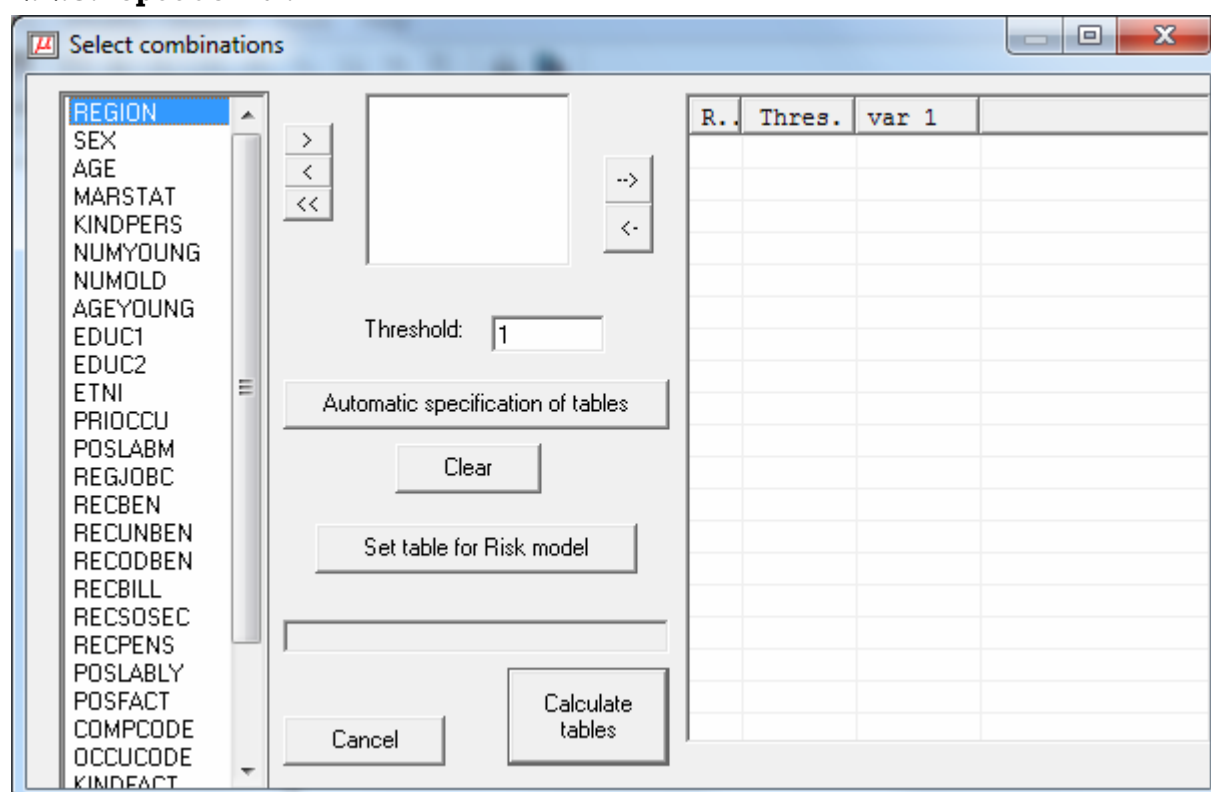 μ Select combinations
REGION
SEX
AGE
MARSTAT
KINDPERS
NUMYOUNG
NUMOLD
AGEYOUNG
EDUC1
EDUC2
ETNI
PRIOCCU
POSLABM
REGJOBC
RECBEN
RECUNBEN
RECODBEN
RECBILL
RECSOSEC
RECPENS
POSLABLY
POSFACT
COMPCODE
OCCUCODE
KINDFACT
>
<
<<
-->
<-
Threshold: 1
Automatic specification of tables
Clear
Set table for Risk model
Cancel
Calculate
tables
R.. Thres. var 1